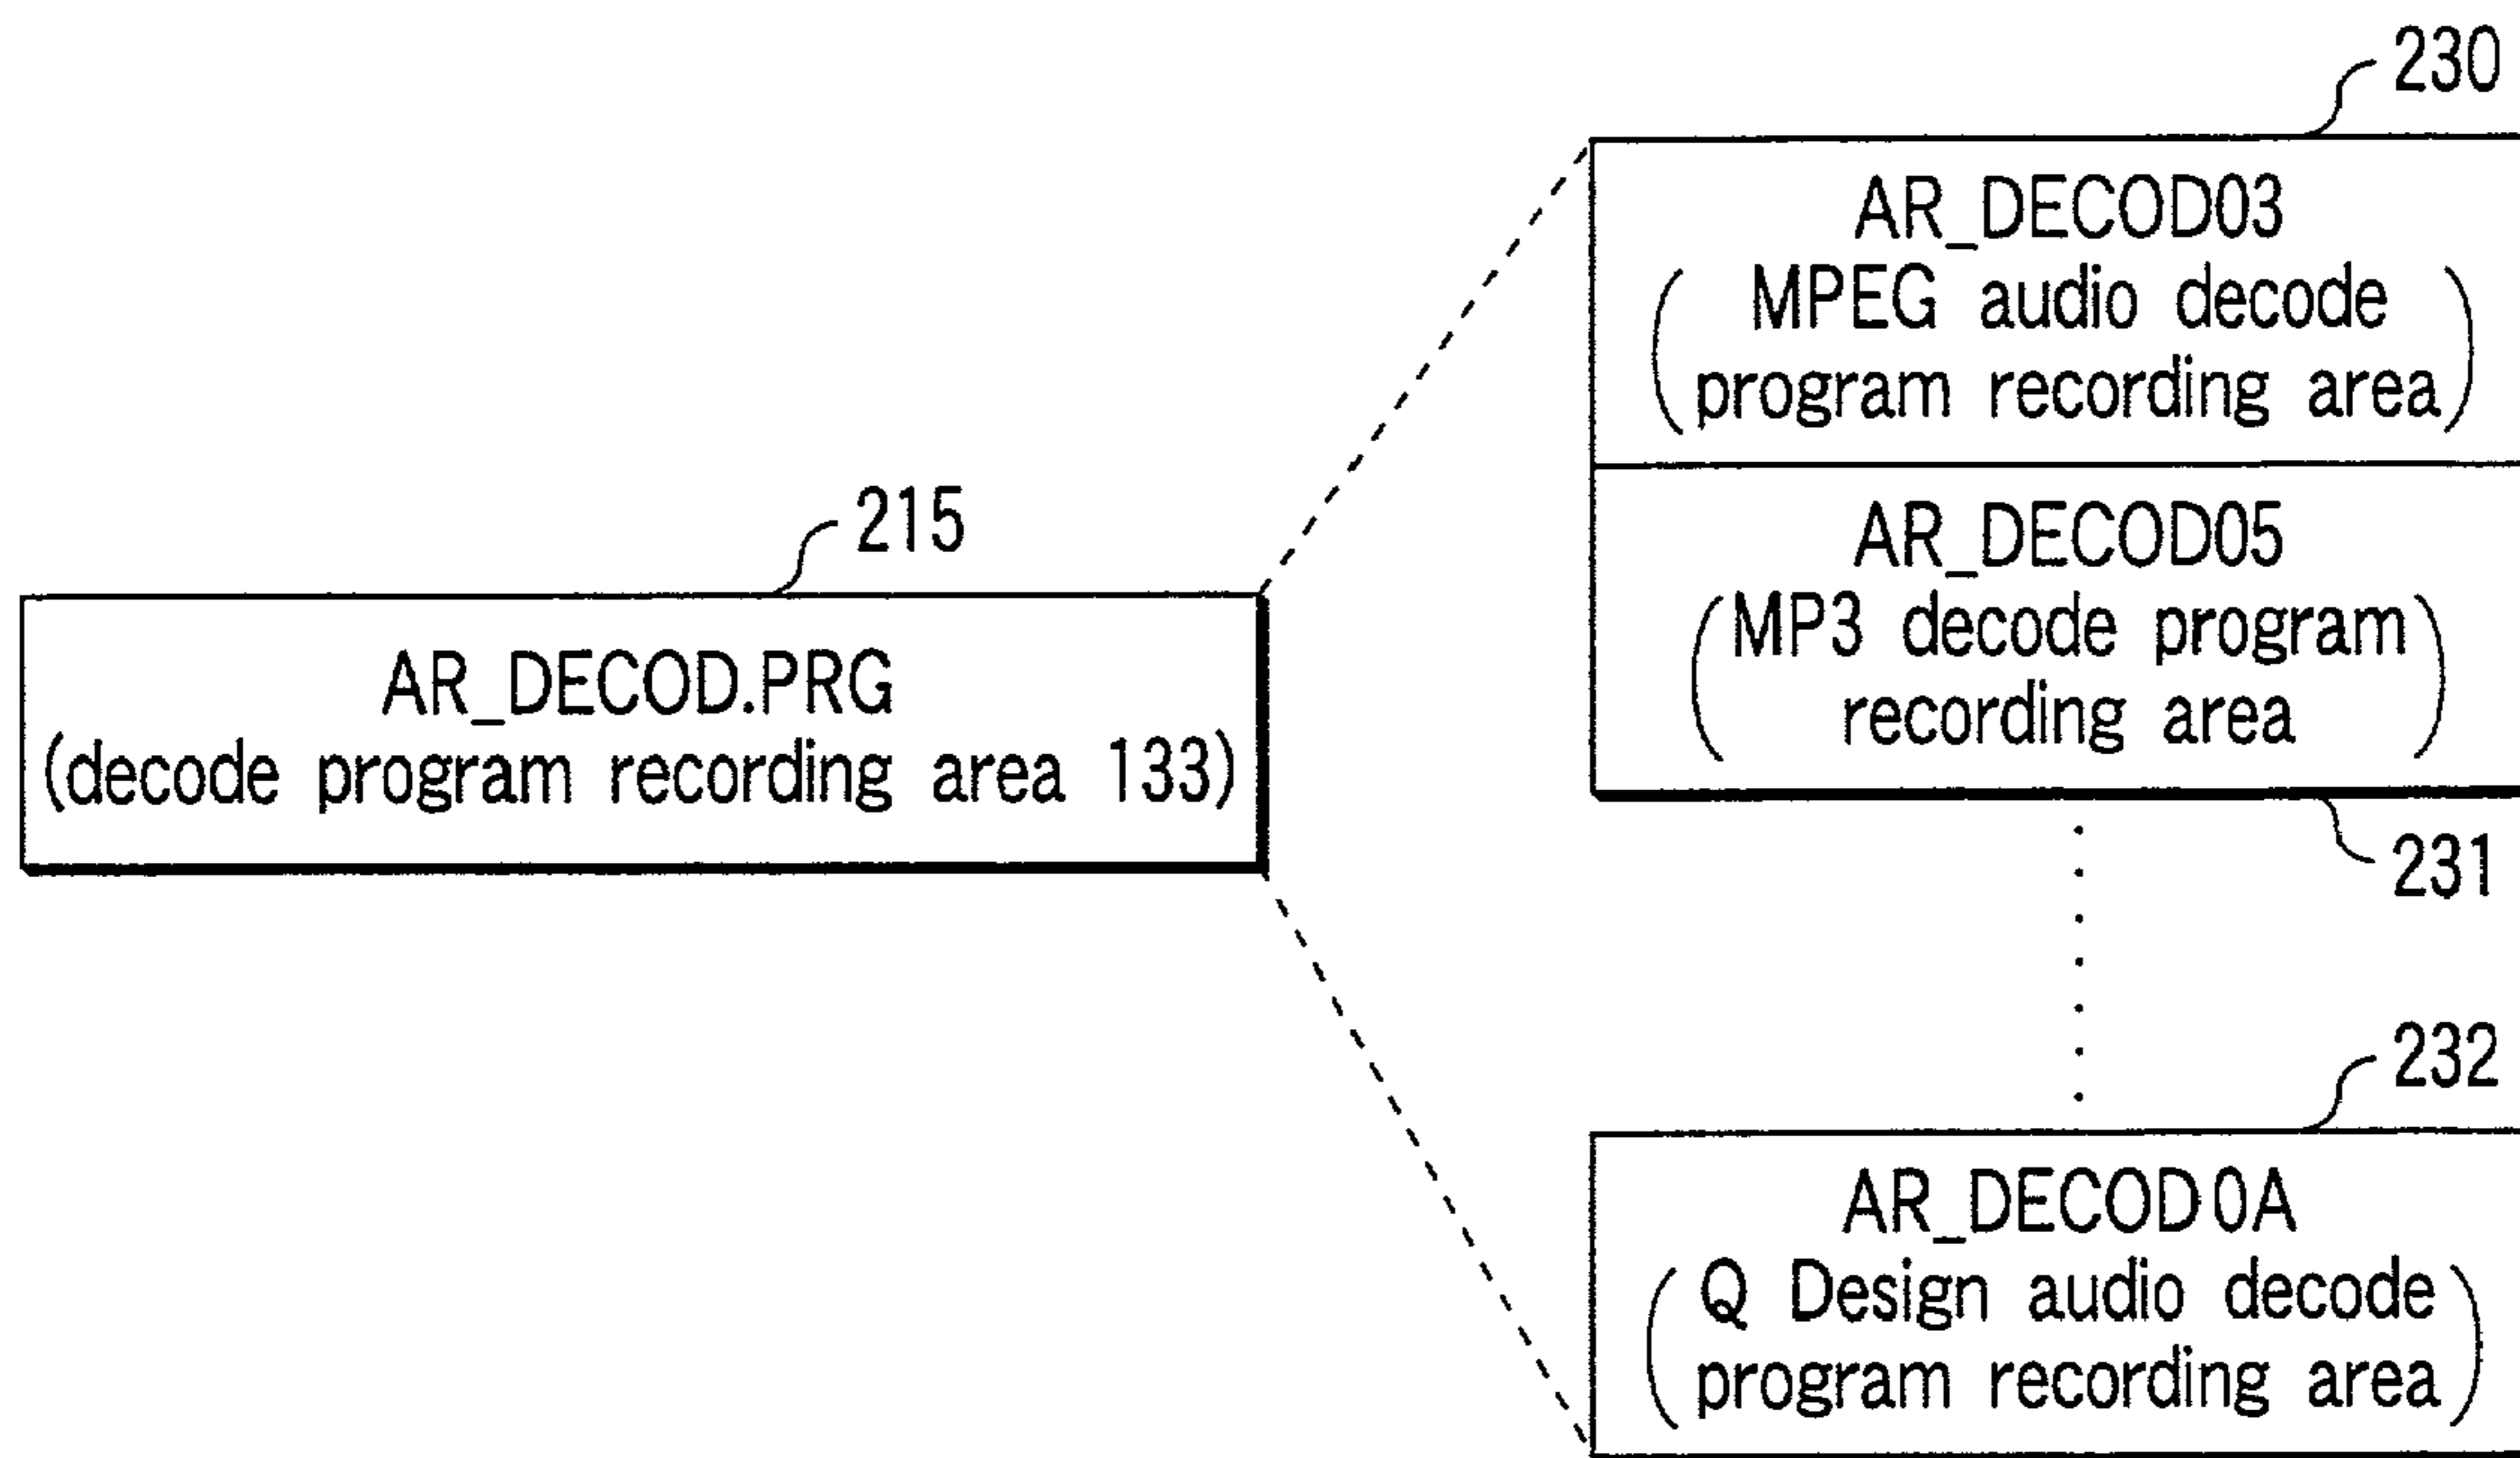 230
AR_DECOD03
( MPEG audio decode
program recording area )
AR_DECOD05
( MP3 decode program
recording area )
231
215
AR_DECOD.PRG
(decode program recording area 133)
232
AR_DECOD0A
( Q Design audio decode
program recording area )